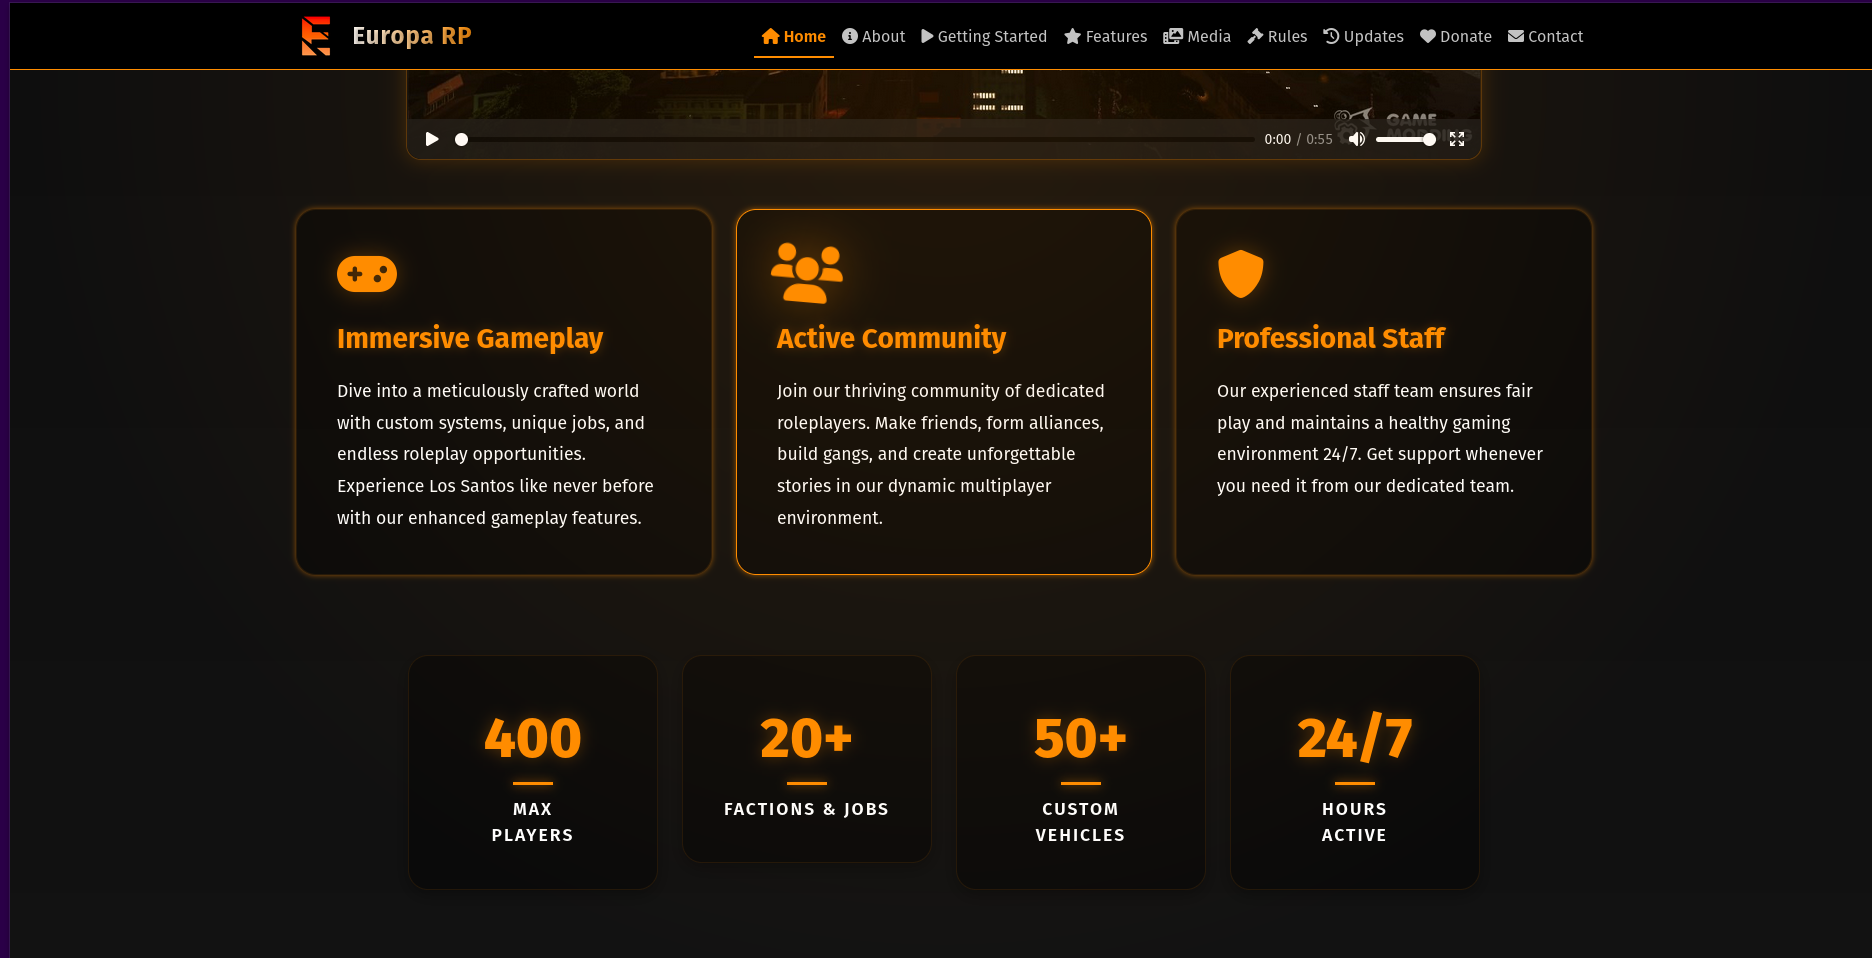 Europa RP
Home About Getting Started Features Media Rules Updates Donate Contact
GAME
MODDING
0:00 / 0:55
Immersive Gameplay
Dive into a meticulously crafted world
with custom systems, unique jobs, and
endless roleplay opportunities.
Experience Los Santos like never before
with our enhanced gameplay features.
Active Community
Join our thriving community of dedicated
roleplayers. Make friends, form alliances,
build gangs, and create unforgettable
stories in our dynamic multiplayer
environment.
Professional Staff
Our experienced staff team ensures fair
play and maintains a healthy gaming
environment 24/7. Get support whenever
you need it from our dedicated team.
400
MAX
PLAYERS
20+
FACTIONS & JOBS
50+
CUSTOM
VEHICLES
24/7
HOURS
ACTIVE